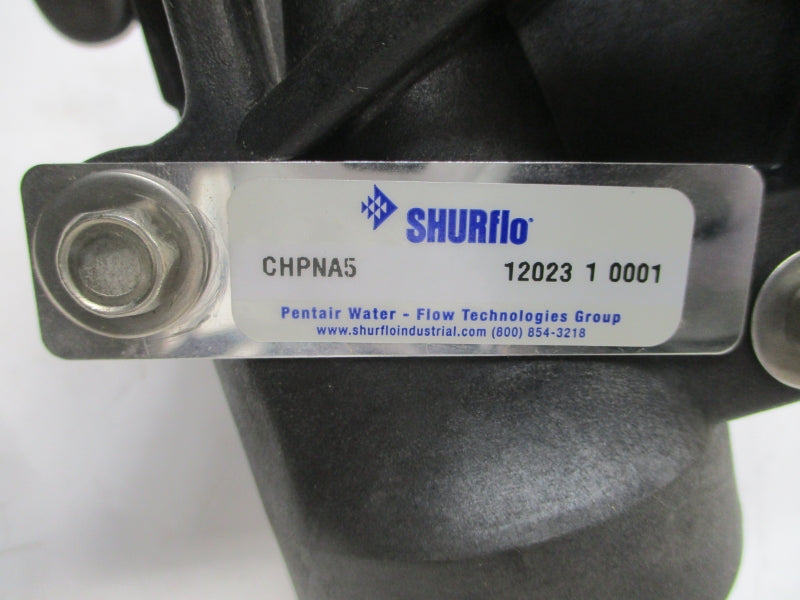 SHURflo
CHPNA5 12023 1 0001
Pentair Water - Flow Technologies Group
www.shurfloindustrial.com (800) 854-3218